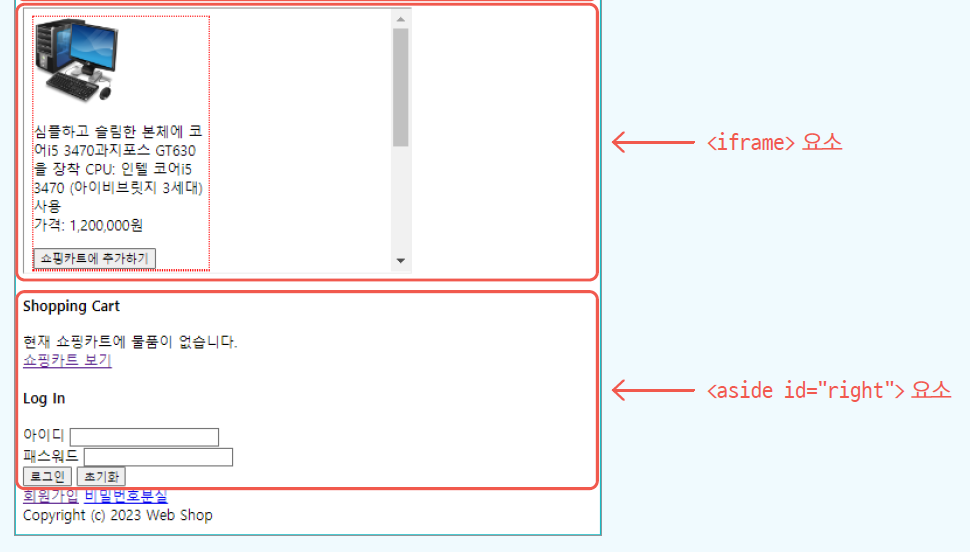 심플하고 슬림한 본체에 코
어i5 3470과지포스 GT630
을 장착 CPU: 인텔 코어i5
3470 (아이비브릿지 3세대)
사용
가격: 1,200,000원
쇼핑카트에 추가하기
<iframe> 요소
Shopping Cart
현재 쇼핑카트에 물품이 없습니다.
쇼핑카트 보기
Log In
아이디
패스워드
로그인 초기화
<aside id="right"> 요소
회원가입 비밀번호분실
Copyright (c) 2023 Web Shop